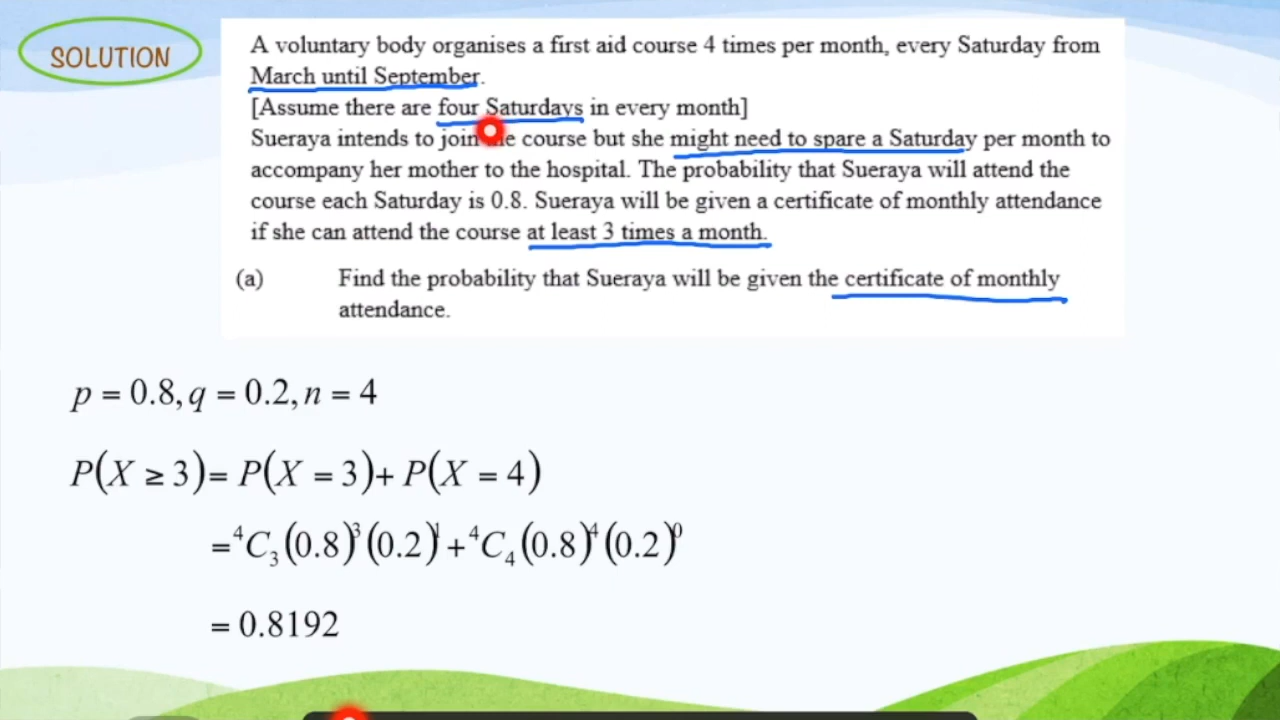 SOLUTION
A voluntary body organises a first aid course 4 times per month, every Saturday from
March until September.
[Assume there are four Saturdays in every month]
Sueraya intends to join the course but she might need to spare a Saturday per month to
accompany her mother to the hospital. The probability that Sueraya will attend the
course each Saturday is 0.8. Sueraya will be given a certificate of monthly attendance
if she can attend the course at least 3 times a month.
(a) Find the probability that Sueraya will be given the certificate of monthly
attendance.
p = 0.8, q = 0.2, n = 4
P(X ≥ 3) = P(X = 3) + P(X = 4)
= ⁴C₃(0.8)³(0.2)¹ + ⁴C₄(0.8)⁴(0.2)⁰
= 0.8192